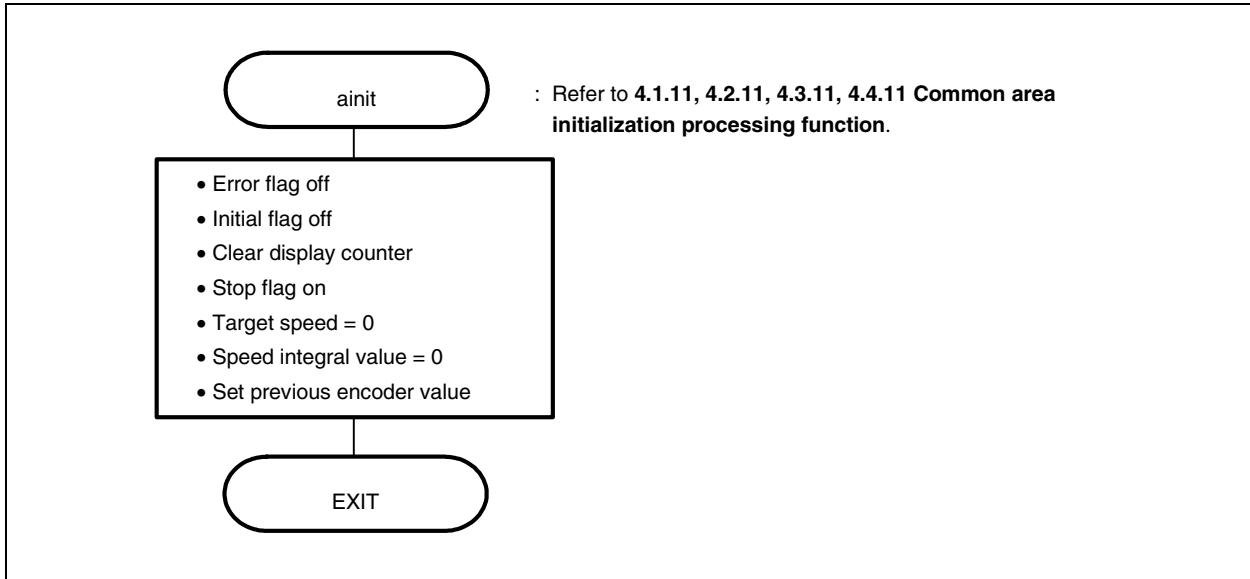 ainit
: Refer to 4.1.11, 4.2.11, 4.3.11, 4.4.11 Common area
initialization processing function.
• Error flag off
• Initial flag off
• Clear display counter
• Stop flag on
• Target speed = 0
• Speed integral value = 0
• Set previous encoder value
EXIT